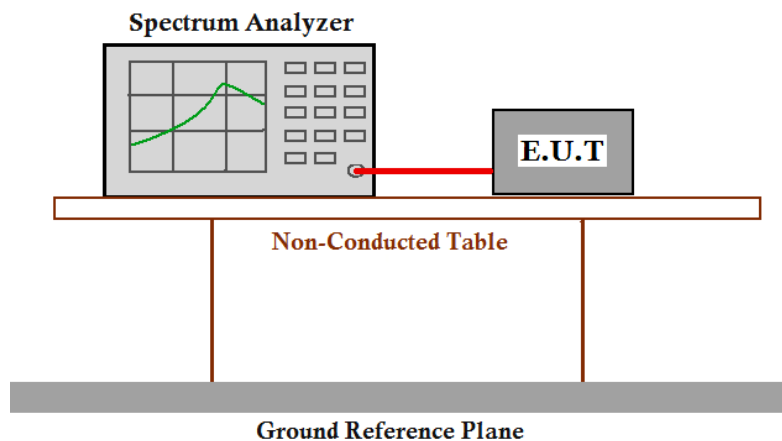 Spectrum Analyzer
E.U.T
Non-Conducted Table
Ground Reference Plane